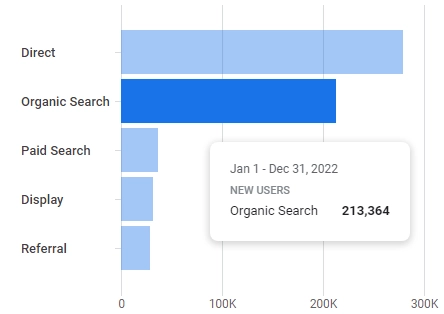 Direct
Organic Search
Paid Search
Display
Referral
Jan 1 - Dec 31, 2022
NEW USERS
Organic Search 213,364
0 100K 200K 300K